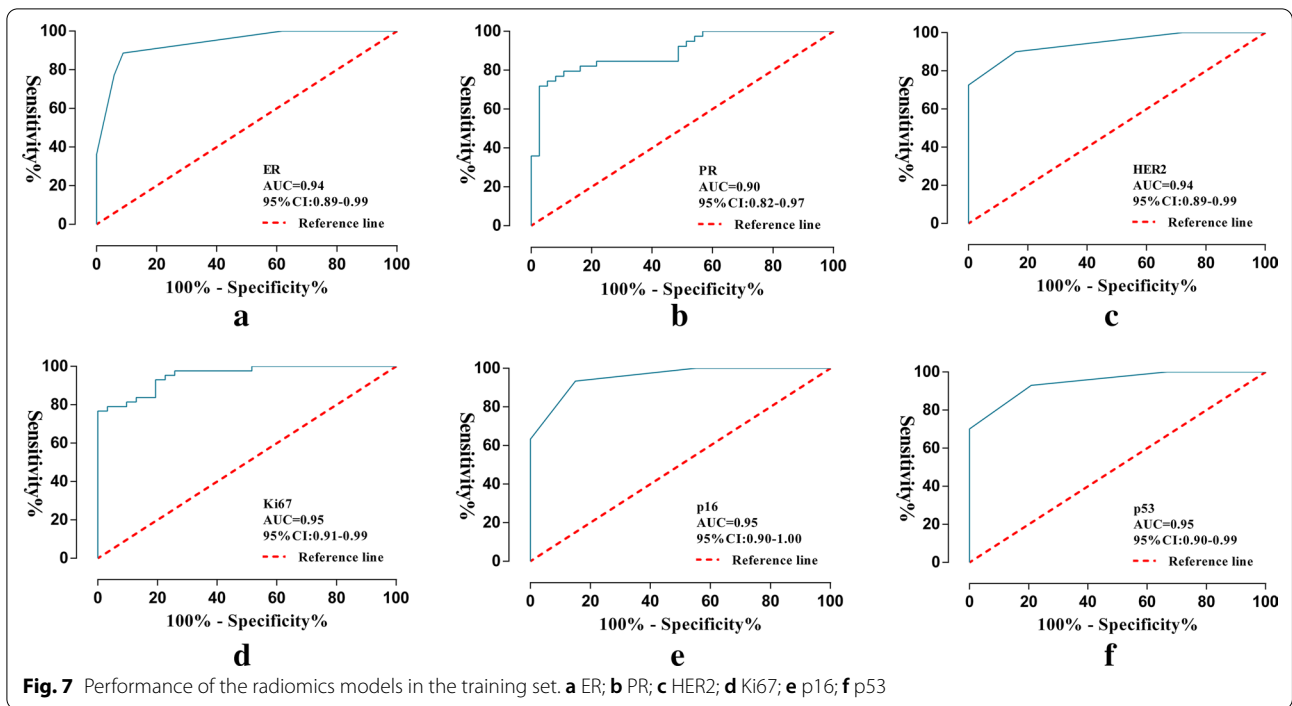 100
80
60
40
20
0
Sensitivity%
ER
AUC=0.94
95%CI:0.89-0.99
Reference line
0 20 40 60 80 100
100% - Specificity%
a
100
80
60
40
20
0
Sensitivity%
PR
AUC=0.90
95%CI:0.82-0.97
Reference line
0 20 40 60 80 100
100% - Specificity%
b
100
80
60
40
20
0
Sensitivity%
HER2
AUC=0.94
95%CI:0.89-0.99
Reference line
0 20 40 60 80 100
100% - Specificity%
c
100
80
60
40
20
0
Sensitivity%
Ki67
AUC=0.95
95%CI:0.91-0.99
Reference line
0 20 40 60 80 100
100% - Specificity%
d
100
80
60
40
20
0
Sensitivity%
p16
AUC=0.95
95%CI:0.90-1.00
Reference line
0 20 40 60 80 100
100% - Specificity%
e
100
80
60
40
20
0
Sensitivity%
p53
AUC=0.95
95%CI:0.90-0.99
Reference line
0 20 40 60 80 100
100% - Specificity%
f
Fig. 7 Performance of the radiomics models in the training set. a ER; b PR; c HER2; d Ki67; e p16; f p53